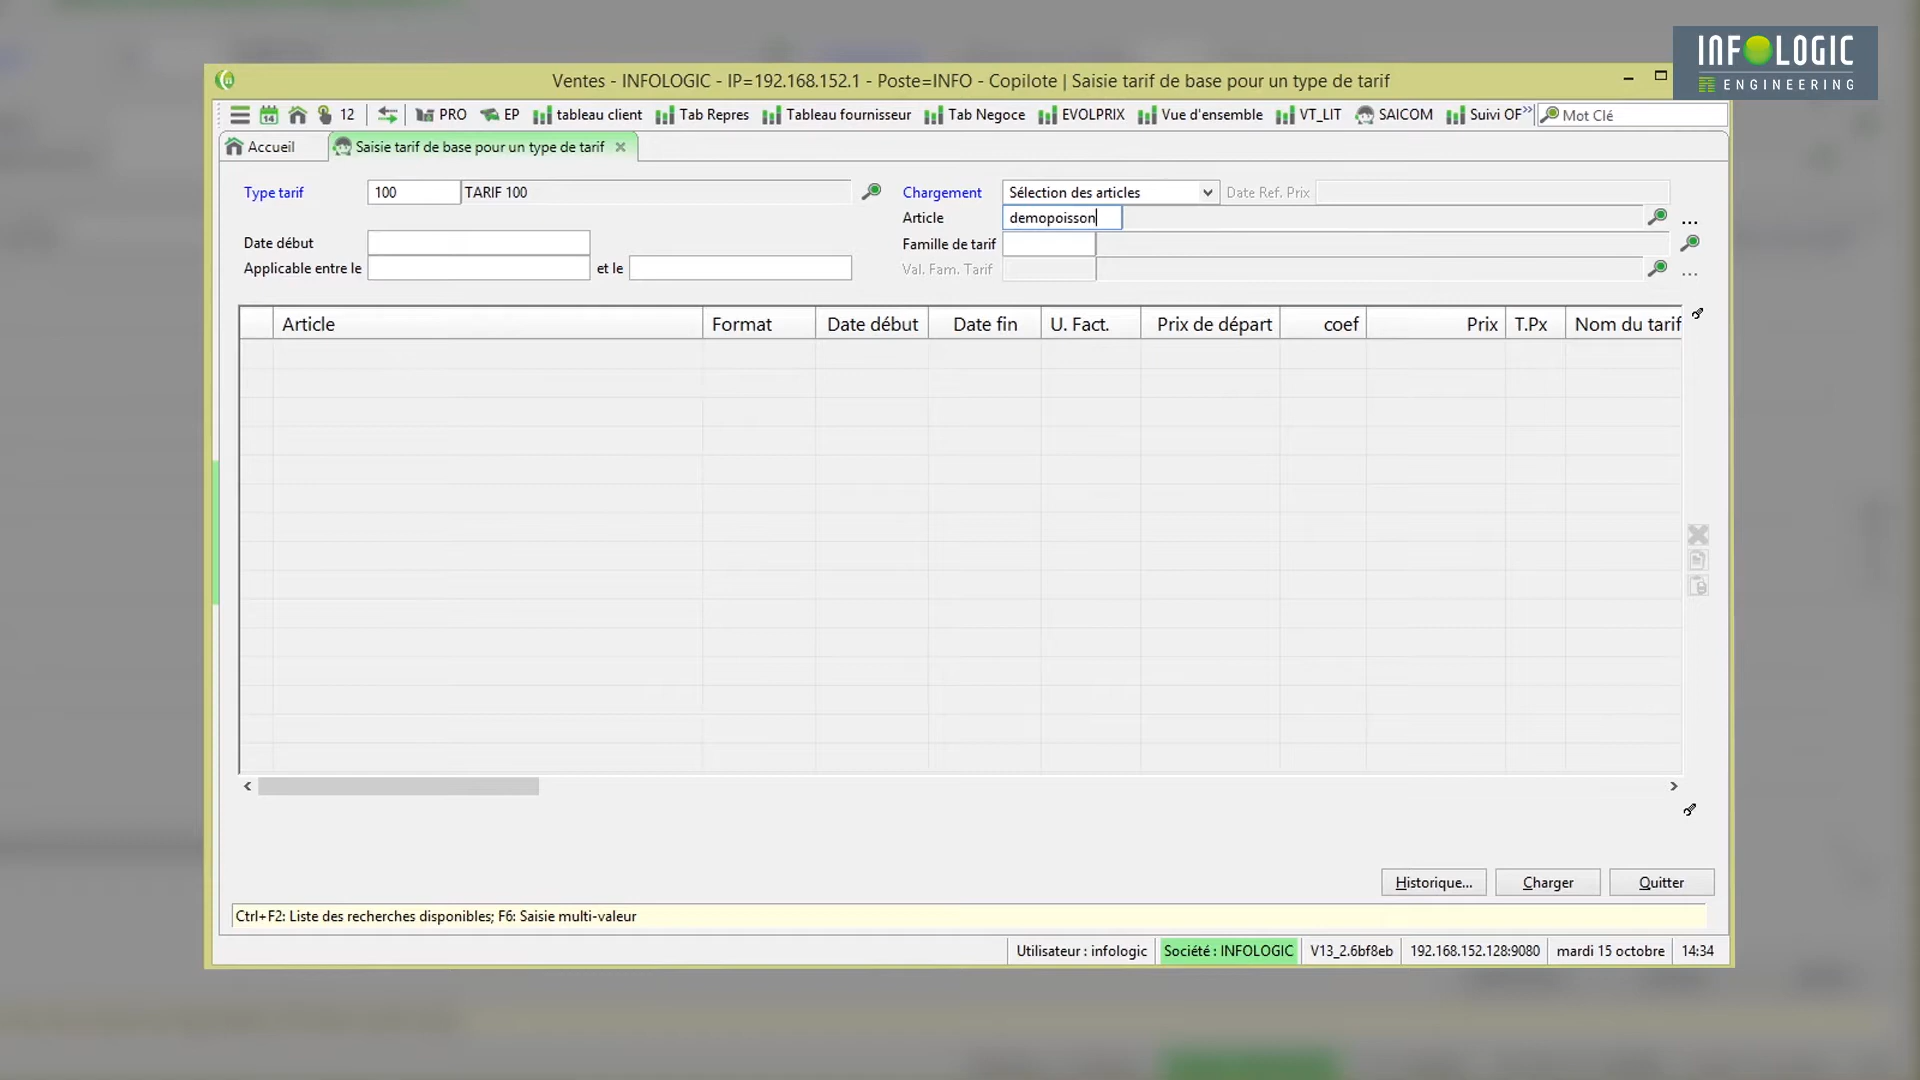 INFOLOGIC
ENGINEERING
Ventes - INFOLOGIC - IP=192.168.152.1 - Poste=INFO - Copilote | Saisie tarif de base pour un type de tarif
14 12 PRO EP tableau client Tab Repres Tableau fournisseur Tab Negoce EVOLPRIX Vue d'ensemble VT_LIT SAICOM Suivi OF Mot Clé
Accueil Saisie tarif de base pour un type de tarif
Type tarif 100 TARIF 100 Chargement Sélection des articles Date Ref. Prix
Article demopoisson ...
Date début Famille de tarif
Applicable entre le et le Val. Fam. Tarif ...
Article Format Date début Date fin U. Fact. Prix de départ coef Prix T.Px Nom du tarif
Historique... Charger Quitter
Ctrl+F2: Liste des recherches disponibles; F6: Saisie multi-valeur
Utilisateur : infologic Société : INFOLOGIC V13_2.6bf8eb 192.168.152.128:9080 mardi 15 octobre 14:34